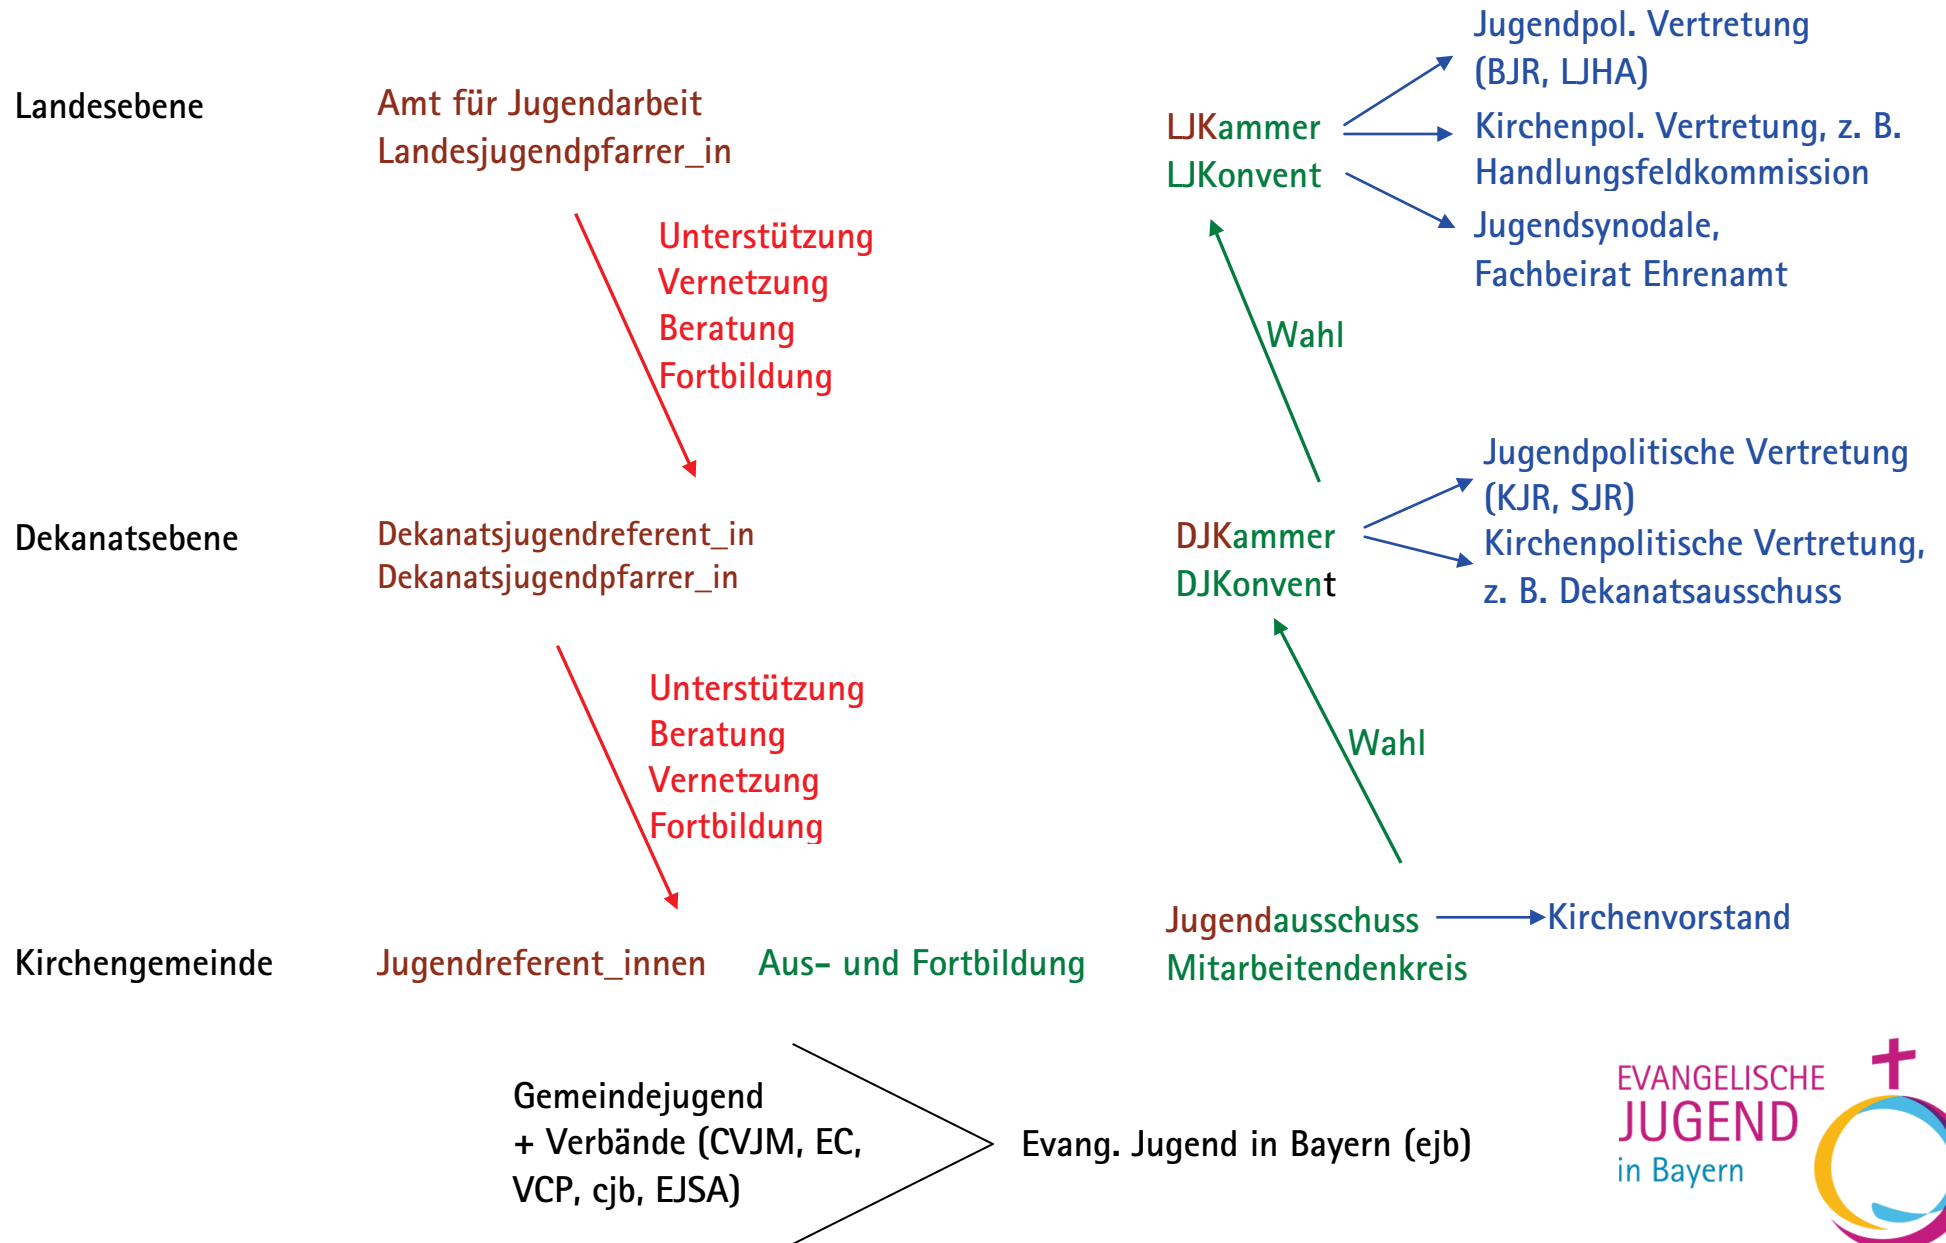 Landesebene
Amt für Jugendarbeit
Landesjugendpfarrer_in
LJKammer
LJKonvent
Jugendpol. Vertretung
(BJR, LJHA)
Kirchenpol. Vertretung, z. B.
Handlungsfeldkommission
Jugendsynodale,
Fachbeirat Ehrenamt
Unterstützung
Vernetzung
Beratung
Fortbildung
Wahl
Dekanatsebene
Dekanatsjugendreferent_in
Dekanatsjugendpfarrer_in
DJKammer
DJKonvent
Jugendpolitische Vertretung
(KJR, SJR)
Kirchenpolitische Vertretung,
z. B. Dekanatsausschuss
Unterstützung
Beratung
Vernetzung
Fortbildung
Wahl
Kirchengemeinde
Jugendreferent_innen
Aus- und Fortbildung
Jugendausschuss
Mitarbeitendenkreis
Kirchenvorstand
Gemeindejugend
+ Verbände (CVJM, EC,
VCP, cjb, EJSA)
Evang. Jugend in Bayern (ejb)
EVANGELISCHE
JUGEND
in Bayern